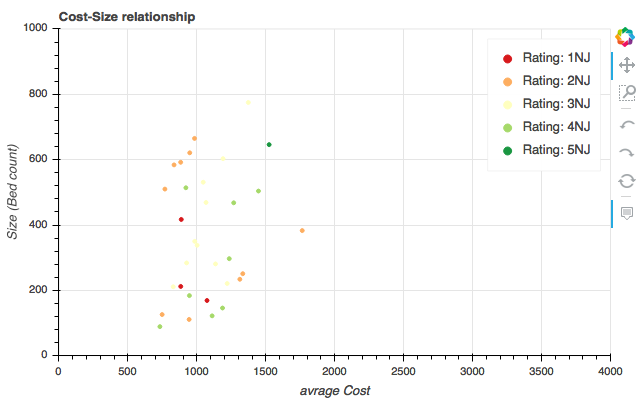 Cost-Size relationship
1000
800
600
400
200
0
Size (Bed count)
Rating: 1NJ
Rating: 2NJ
Rating: 3NJ
Rating: 4NJ
Rating: 5NJ
0 500 1000 1500 2000 2500 3000 3500 4000
avrage Cost